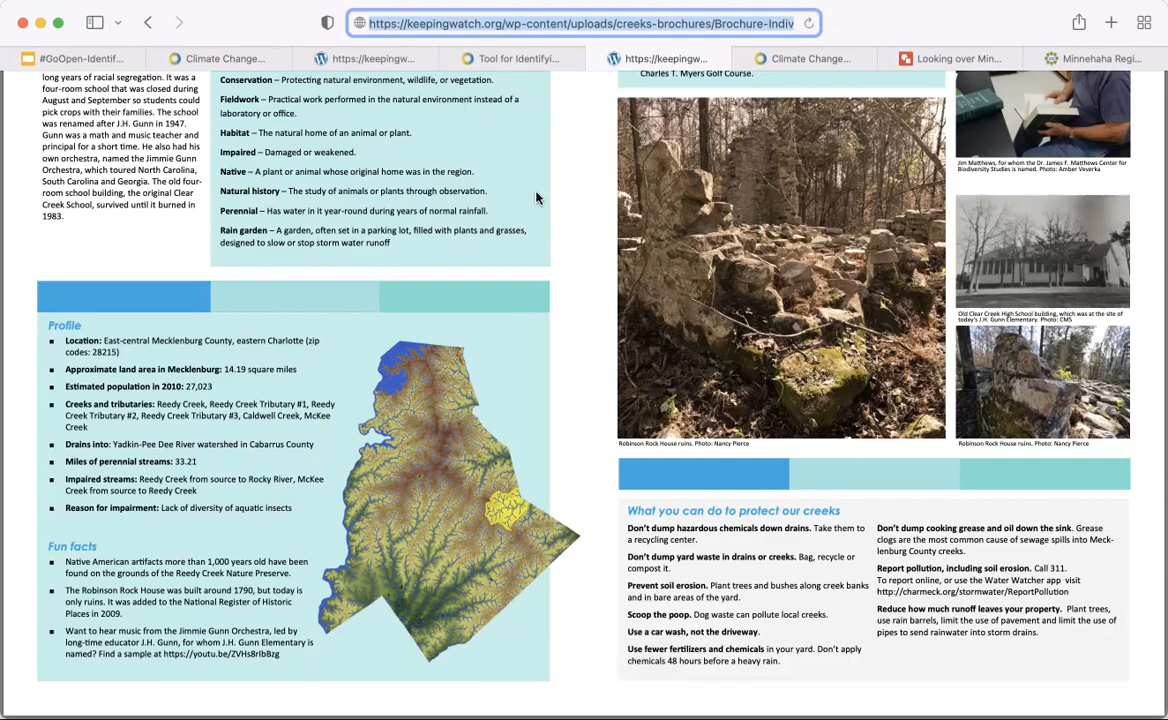 https://keepingwatch.org/wp-content/uploads/creeks-brochures/Brochure-Indiv
#GoOpen-Identif...
Climate Change...
https://keepingw...
Tool for Identifyi...
https://keepingw...
Climate Change...
Looking over Min...
Minnehaha Regi...
long years of racial segregation. It was a
four-room school that was closed during
August and September so students could
pick crops with their families. The school
was renamed after J.H. Gunn in 1947.
Gunn was a math and music teacher and
principal for a short time. He also had his
own orchestra, named the Jimmie Gunn
Orchestra, which toured North Carolina,
South Carolina and Georgia. The old four-
room school building, the original Clear
Creek School, survived until it burned in
1983.
Conservation – Protecting natural environment, wildlife, or vegetation.
Fieldwork – Practical work performed in the natural environment instead of a
laboratory or office.
Habitat – The natural home of an animal or plant.
Impaired – Damaged or weakened.
Native – A plant or animal whose original home was in the region.
Natural history – The study of animals or plants through observation.
Perennial – Has water in it year-round during years of normal rainfall.
Rain garden – A garden, often set in a parking lot, filled with plants and grasses,
designed to slow or stop storm water runoff
Profile
Location: East-central Mecklenburg County, eastern Charlotte (zip
codes: 28215)
Approximate land area in Mecklenburg: 14.19 square miles
Estimated population in 2010: 27,023
Creeks and tributaries: Reedy Creek, Reedy Creek Tributary #1, Reedy
Creek Tributary #2, Reedy Creek Tributary #3, Caldwell Creek, McKee
Creek
Drains into: Yadkin-Pee Dee River watershed in Cabarrus County
Miles of perennial streams: 33.21
Impaired streams: Reedy Creek from source to Rocky River, McKee
Creek from source to Reedy Creek
Reason for impairment: Lack of diversity of aquatic insects
Fun facts
Native American artifacts more than 1,000 years old have been
found on the grounds of the Reedy Creek Nature Preserve.
The Robinson Rock House was built around 1790, but today is
only ruins. It was added to the National Register of Historic
Places in 2009.
Want to hear music from the Jimmie Gunn Orchestra, led by
long-time educator J.H. Gunn, for whom J.H. Gunn Elementary is
named? Find a sample at https://youtu.be/ZVHs8rIbBzg
Charles T. Myers Golf Course.
Robinson Rock House ruins. Photo: Nancy Pierce
Jim Matthews, for whom the Dr. James F. Matthews Center for
Biodiversity Studies is named. Photo: Amber Veverka
Old Clear Creek High School building, which was at the site of
today's J.H. Gunn Elementary. Photo: CMS
Robinson Rock House ruins. Photo: Nancy Pierce
What you can do to protect our creeks
Don't dump hazardous chemicals down drains. Take them to
a recycling center.
Don't dump yard waste in drains or creeks. Bag, recycle or
compost it.
Prevent soil erosion. Plant trees and bushes along creek banks
and in bare areas of the yard.
Scoop the poop. Dog waste can pollute local creeks.
Use a car wash, not the driveway.
Use fewer fertilizers and chemicals in your yard. Don't apply
chemicals 48 hours before a heavy rain.
Don't dump cooking grease and oil down the sink. Grease
clogs are the most common cause of sewage spills into Meck-
lenburg County creeks.
Report pollution, including soil erosion. Call 311.
To report online, or use the Water Watcher app visit
http://charmeck.org/stormwater/ReportPollution
Reduce how much runoff leaves your property. Plant trees,
use rain barrels, limit the use of pavement and limit the use of
pipes to send rainwater into storm drains.